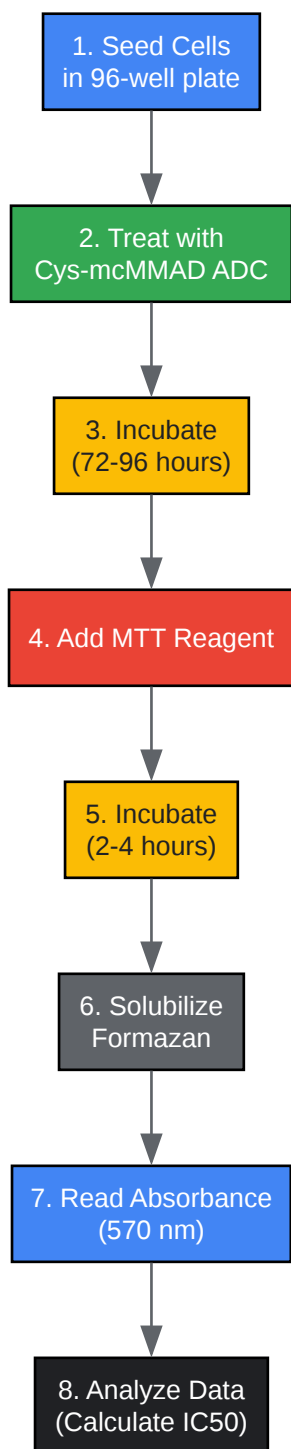 1. Seed Cells
in 96-well plate
2. Treat with
Cys-mcMMAD ADC
3. Incubate
(72-96 hours)
4. Add MTT Reagent
5. Incubate
(2-4 hours)
6. Solubilize
Formazan
7. Read Absorbance
(570 nm)
8. Analyze Data
(Calculate IC50)